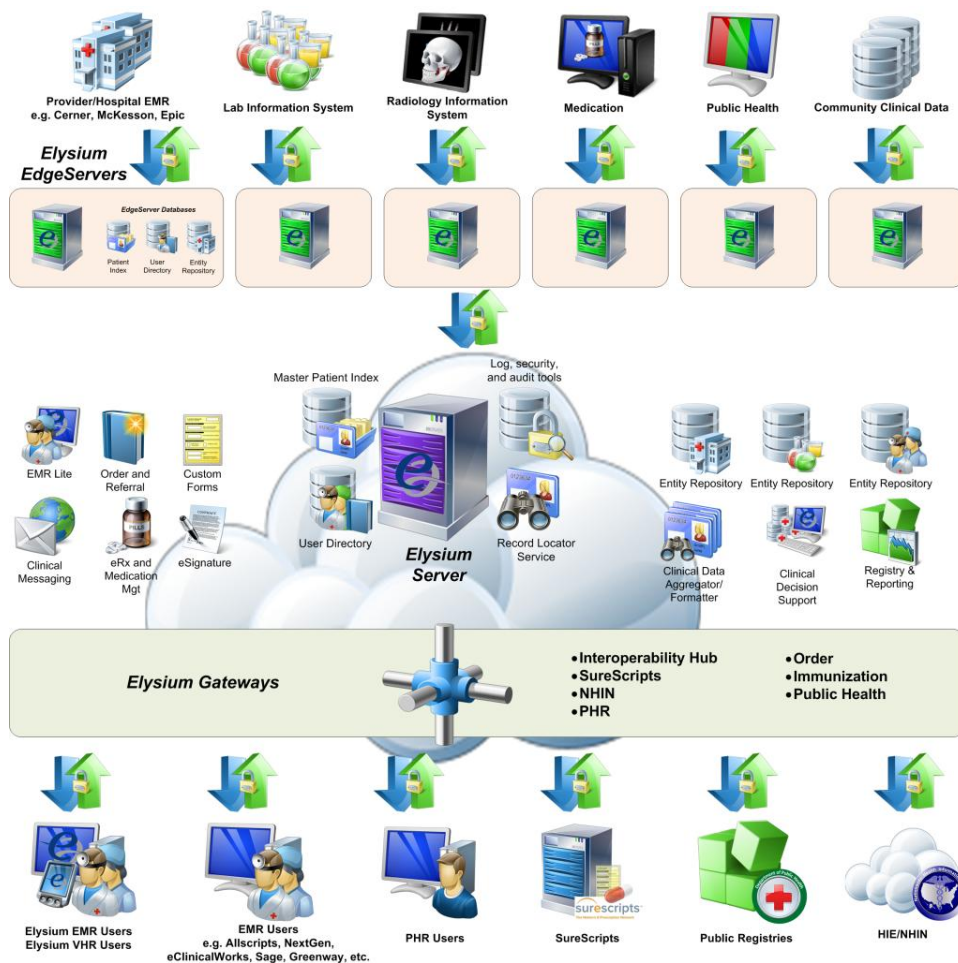 Provider/Hospital EMR
e.g. Cerner, McKesson, Epic
Lab Information System
Radiology Information
System
Medication
Public Health
Community Clinical Data
Elysium
EdgeServers
EdgeServer Databases
Patient
Index
User
Directory
Entity
Repository
Master Patient Index
Log, security,
and audit tools
EMR Lite
Order and
Referral
Custom
Forms
Entity Repository
Entity Repository
Entity Repository
Clinical
Messaging
eRx and
Medication
Mgt
eSignature
User Directory
Elysium
Server
Record Locator
Service
Clinical Data
Aggregator/
Formatter
Clinical
Decision
Support
Registry &
Reporting
Elysium Gateways
•Interoperability Hub
•SureScripts
•NHIN
•PHR
•Order
•Immunization
•Public Health
surescripts
Elysium EMR Users
Elysium VHR Users
EMR Users
e.g. Allscripts, NextGen,
eClinicalWorks, Sage, Greenway, etc.
PHR Users
SureScripts
Public Registries
HIE/NHIN